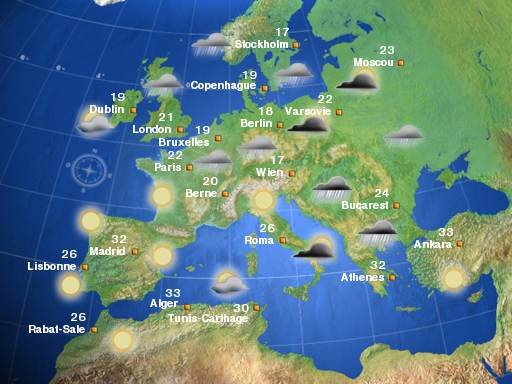 17
Stockholm
23
Moscou
19
Copenhague
19
Dublin
22
Varsovie
21
London
18
Berlin
19
Bruxelles
22
Paris
17
Wien
20
Berne
24
Bucarest
26
Roma
33
Ankara
32
Madrid
26
Lisbonne
32
Athenes
33
Alger
30
Tunis-Carthage
26
Rabat-Sale